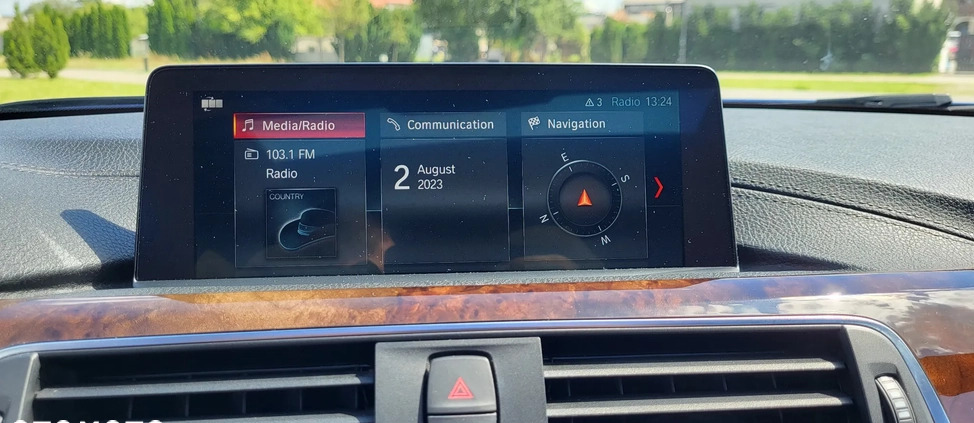 3 Radio 13:24
Media/Radio
Communication
Navigation
103.1 FM
Radio
COUNTRY
2 August
2023
E
S
N
W